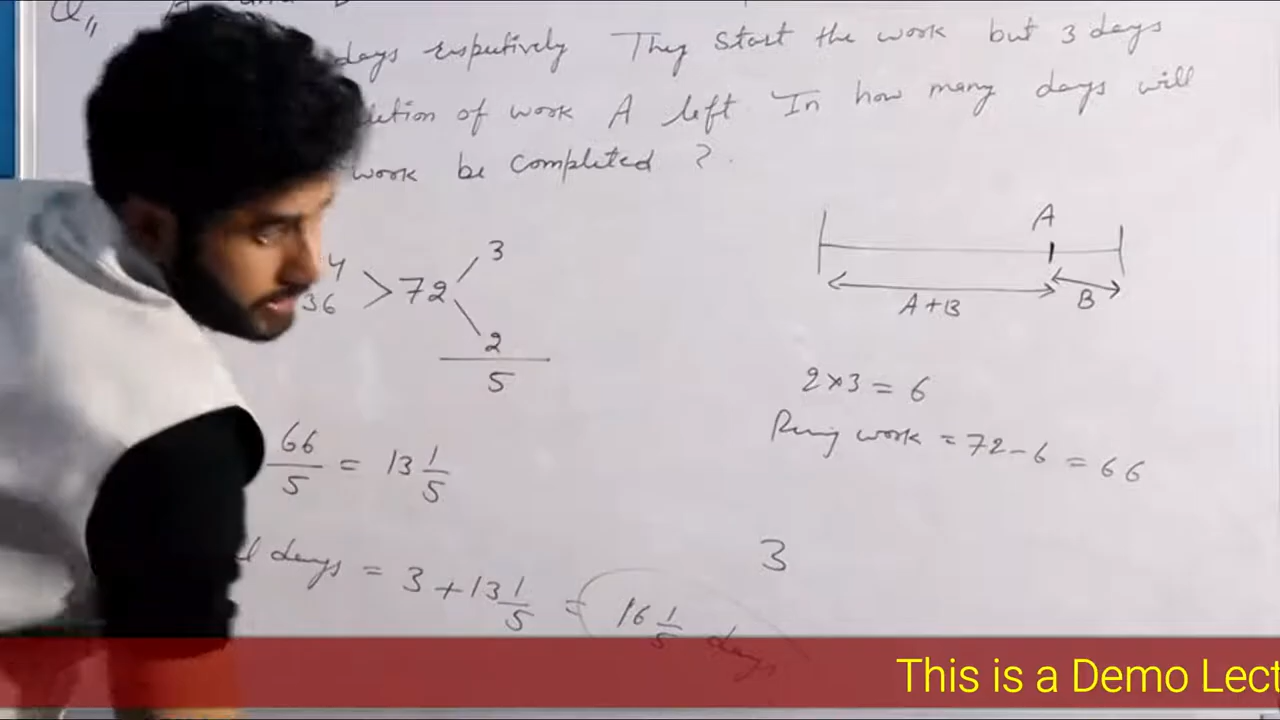 Q,,
days respectively They start the work but 3 days
of work A left In how many days will
work be completed ?
4
36 > 72
3
2
5
A
A+B
B
2×3 = 6
Reming work = 72-6 = 66
66/5 = 13 1/5
3
days = 3 + 13 1/5 = 16 1/5 days
This is a Demo Lect